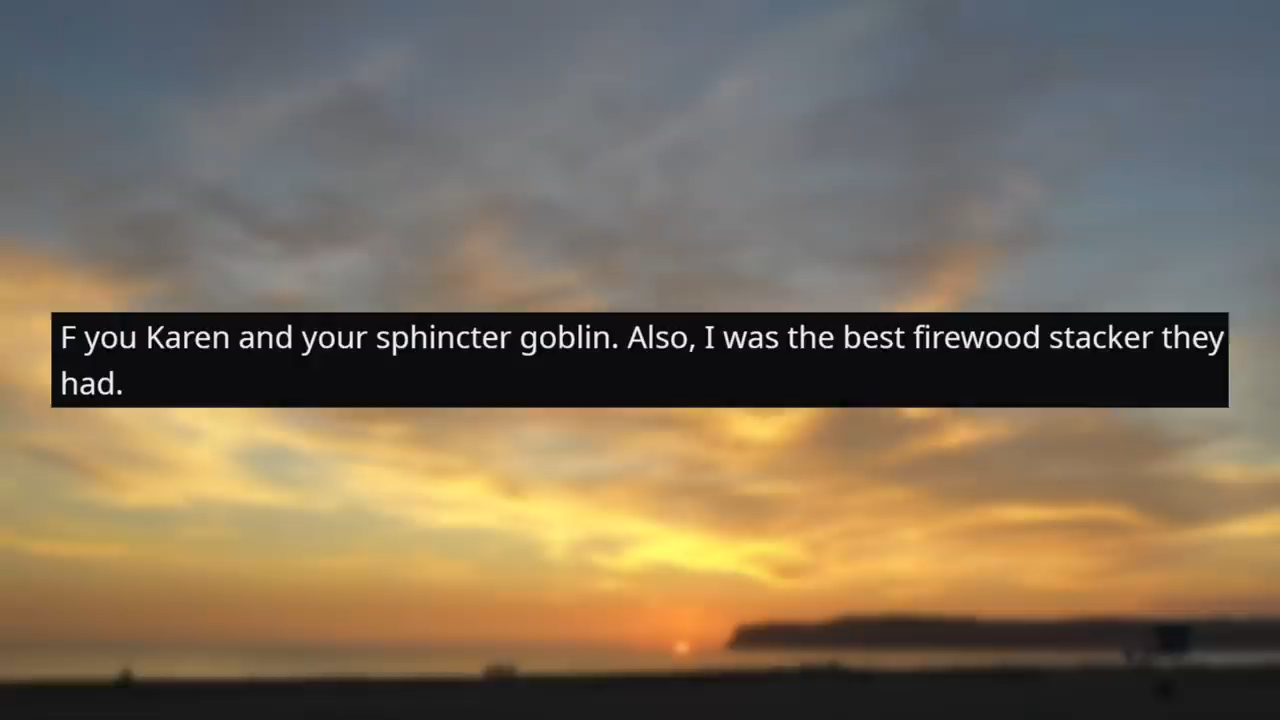 F you Karen and your sphincter goblin. Also, I was the best firewood stacker they
had.